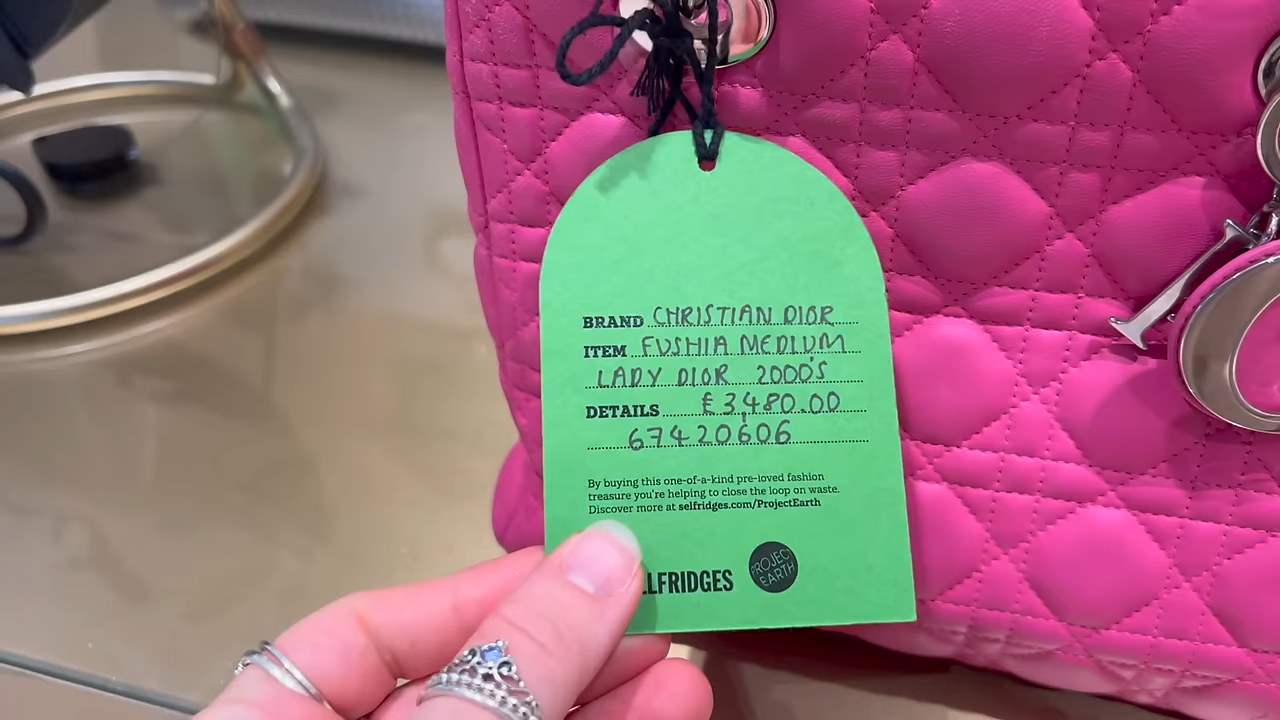 BRAND CHRISTIAN DIOR
ITEM FUSHIA MEDIUM
LADY DIOR 2000'S
DETAILS £3,480.00
67420606
By buying this one-of-a-kind pre-loved fashion
treasure you're helping to close the loop on waste.
Discover more at selfridges.com/ProjectEarth
ELFRIDGES
PROJECT
EARTH